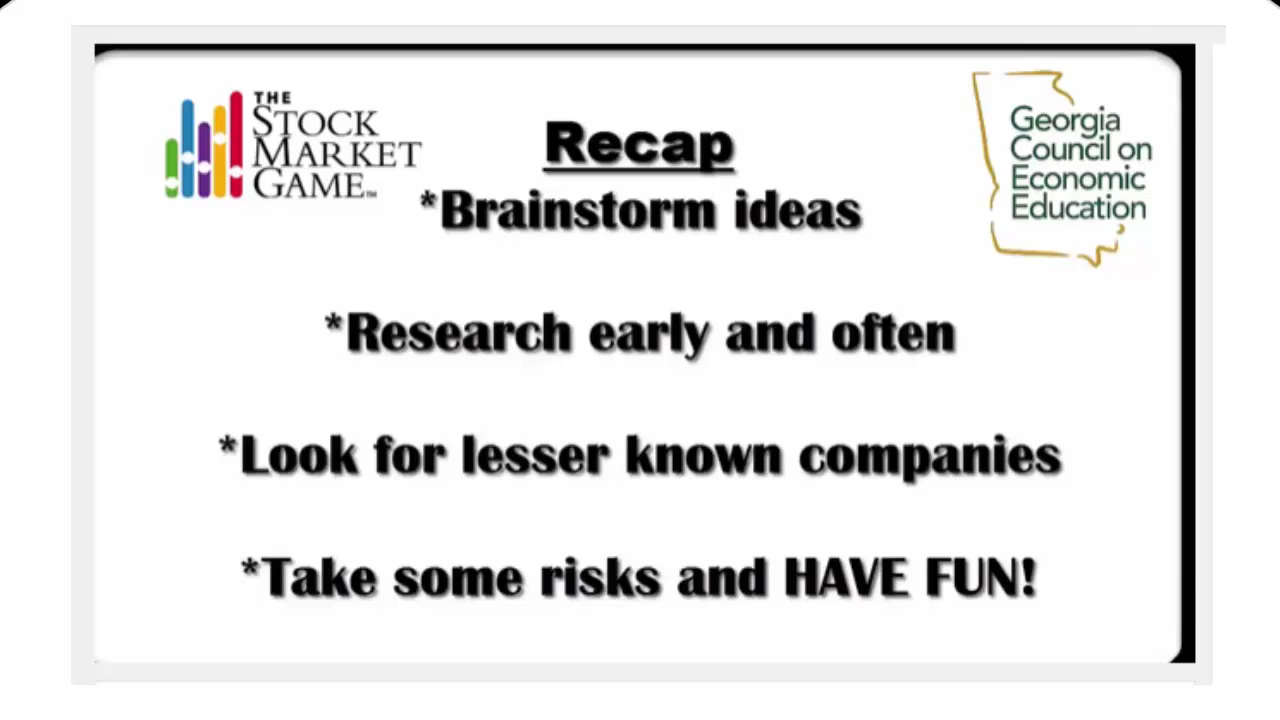 THE
STOCK
MARKET
GAME™
Recap
*Brainstorm ideas
Georgia
Council on
Economic
Education
*Research early and often
*Look for lesser known companies
*Take some risks and HAVE FUN!